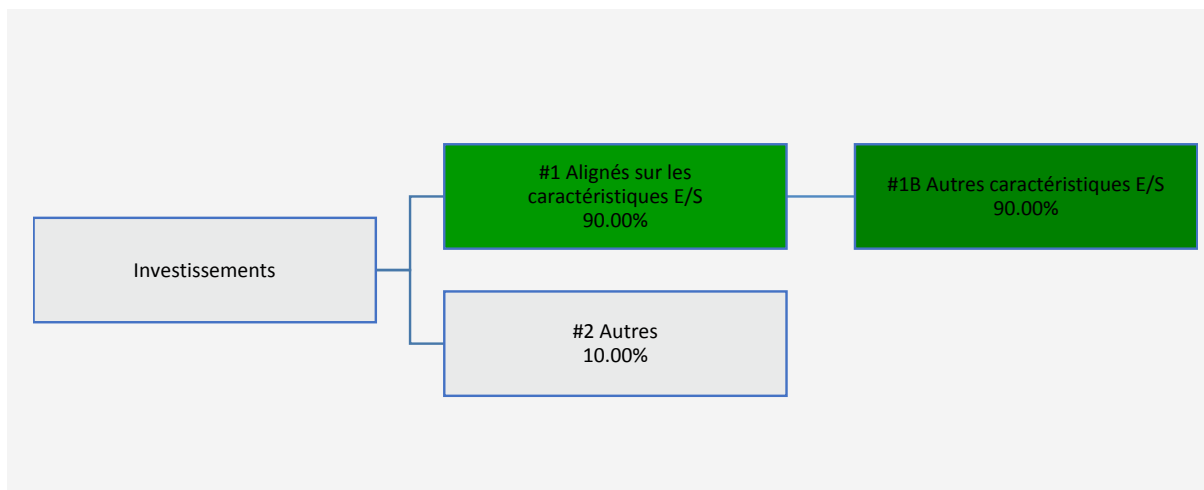 Investissements
#1 Alignés sur les
caractéristiques E/S
90.00%
#1B Autres caractéristiques E/S
90.00%
#2 Autres
10.00%